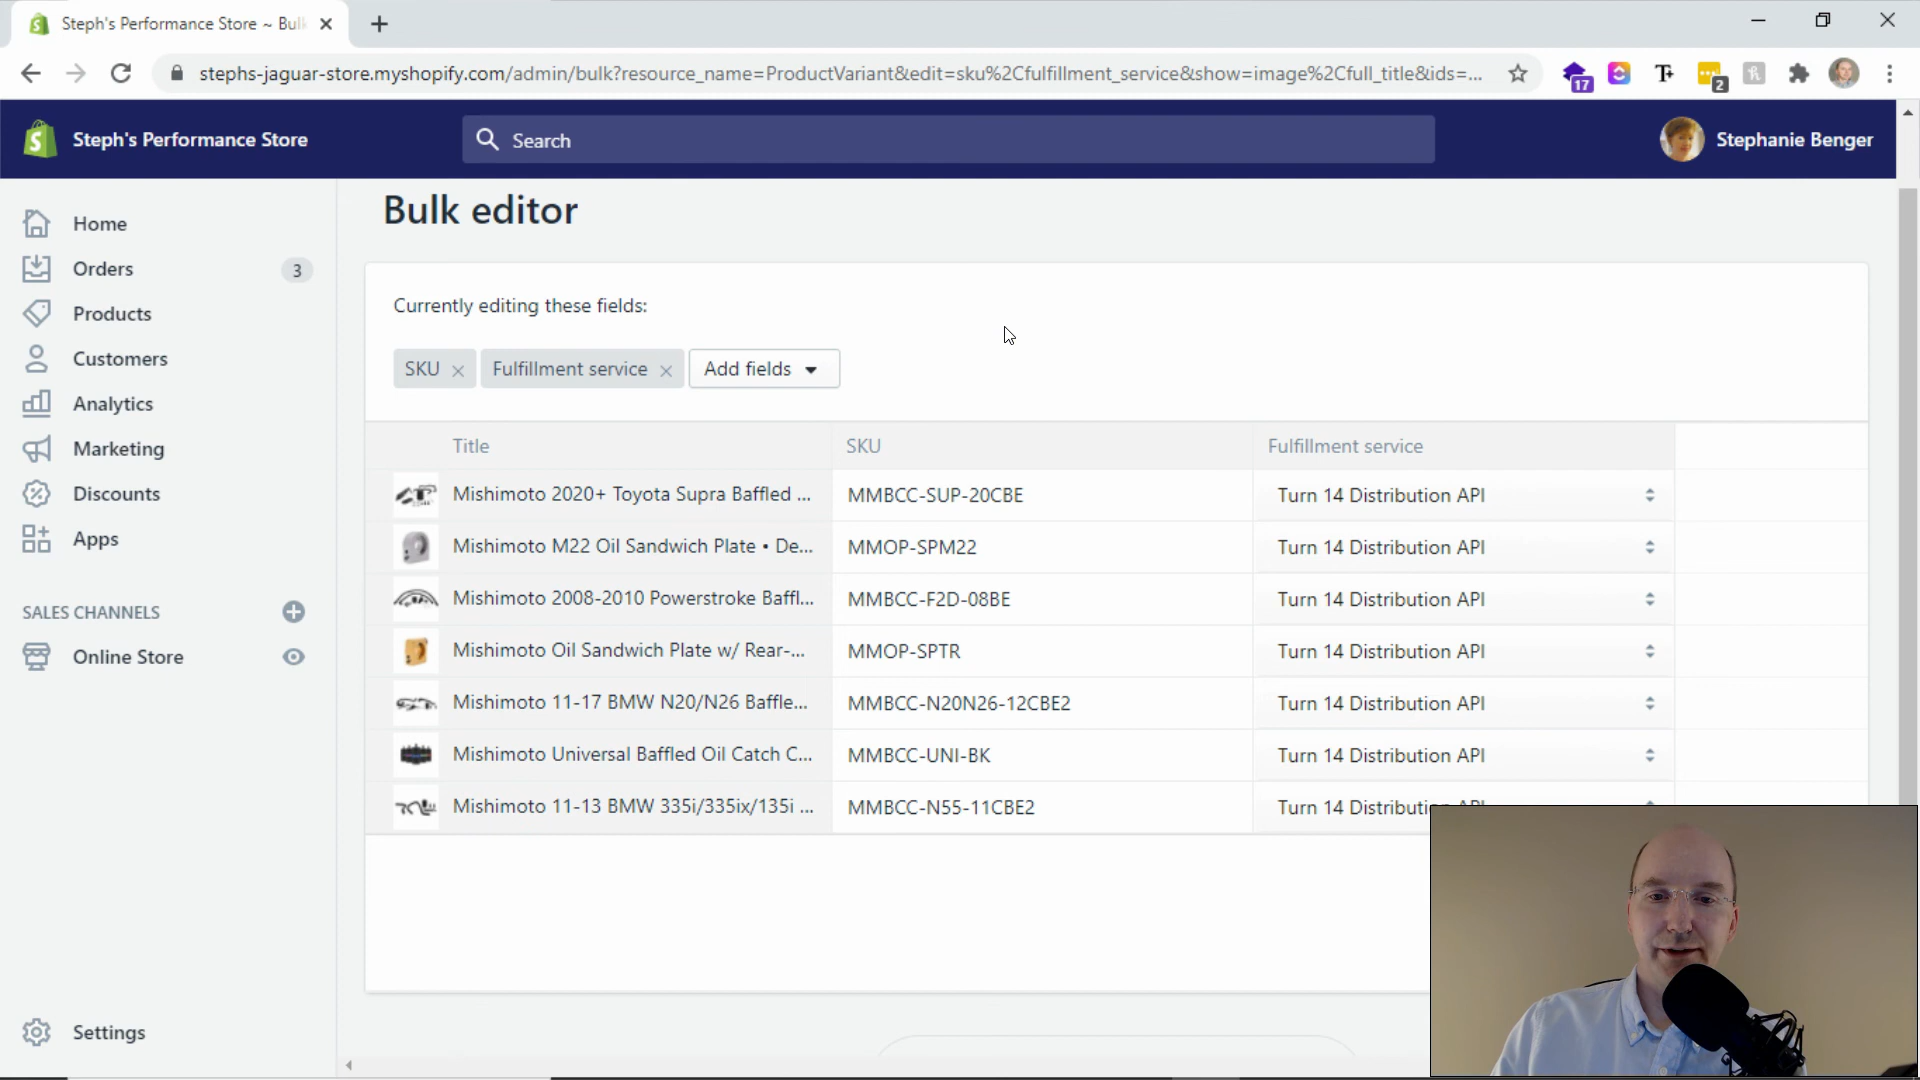 Steph's Performance Store ~ Bul
stephs-jaguar-store.myshopify.com/admin/bulk?resource_name=ProductVariant&edit=sku%2Cfulfillment_service&show=image%2Cfull_title&ids=...
17
2
Steph's Performance Store
Search
Stephanie Benger
Home
Orders 3
Products
Customers
Analytics
Marketing
Discounts
Apps
SALES CHANNELS
Online Store
Settings
Bulk editor
Currently editing these fields:
SKU Fulfillment service Add fields
Title SKU Fulfillment service
Mishimoto 2020+ Toyota Supra Baffled ... MMBCC-SUP-20CBE Turn 14 Distribution API
Mishimoto M22 Oil Sandwich Plate • De... MMOP-SPM22 Turn 14 Distribution API
Mishimoto 2008-2010 Powerstroke Baffl... MMBCC-F2D-08BE Turn 14 Distribution API
Mishimoto Oil Sandwich Plate w/ Rear-... MMOP-SPTR Turn 14 Distribution API
Mishimoto 11-17 BMW N20/N26 Baffle... MMBCC-N20N26-12CBE2 Turn 14 Distribution API
Mishimoto Universal Baffled Oil Catch C... MMBCC-UNI-BK Turn 14 Distribution API
Mishimoto 11-13 BMW 335i/335ix/135i ... MMBCC-N55-11CBE2 Turn 14 Distributi API